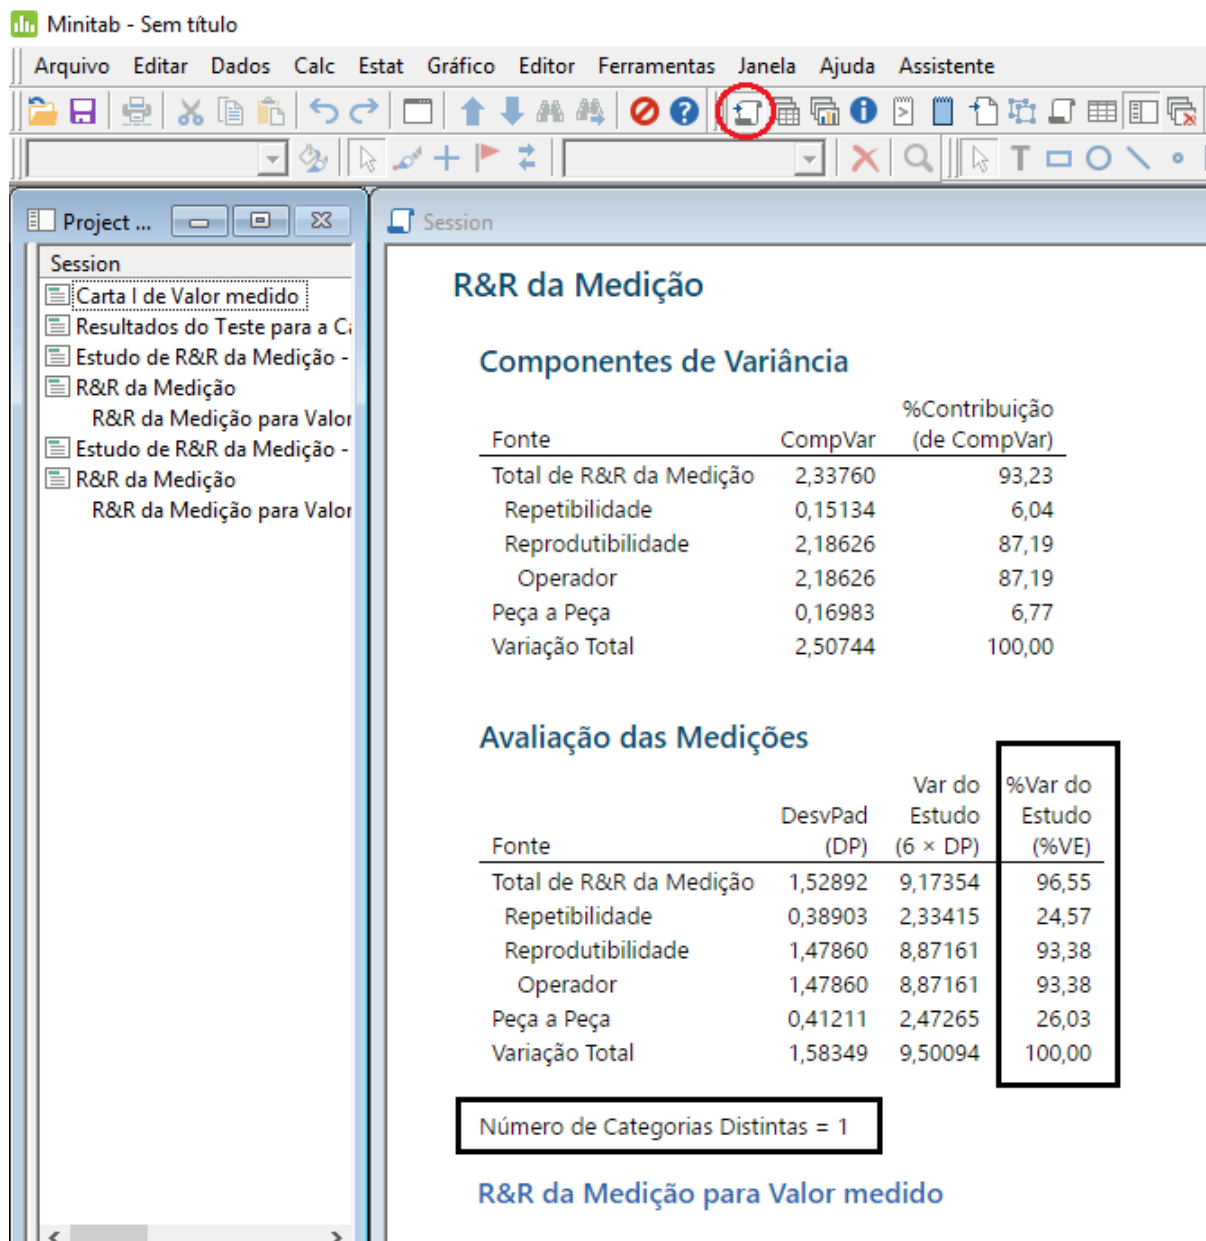 Minitab - Sem título
Arquivo Editar Dados Calc Estat Gráfico Editor Ferramentas Janela Ajuda Assistente
Project ...
Session
Carta I de Valor medido
Resultados do Teste para a
Estudo de R&R da Medição -
R&R da Medição
R&R da Medição para Valor
Estudo de R&R da Medição -
R&R da Medição
R&R da Medição para Valor
Session
R&R da Medição
Componentes de Variância
%Contribuição
Fonte CompVar (de CompVar)
Total de R&R da Medição 2,33760 93,23
Repetibilidade 0,15134 6,04
Reprodutibilidade 2,18626 87,19
Operador 2,18626 87,19
Peça a Peça 0,16983 6,77
Variação Total 2,50744 100,00
Avaliação das Medições
Var do %Var do
DesvPad Estudo Estudo
Fonte (DP) (6 × DP) (%VE)
Total de R&R da Medição 1,52892 9,17354 96,55
Repetibilidade 0,38903 2,33415 24,57
Reprodutibilidade 1,47860 8,87161 93,38
Operador 1,47860 8,87161 93,38
Peça a Peça 0,41211 2,47265 26,03
Variação Total 1,58349 9,50094 100,00
Número de Categorias Distintas = 1
R&R da Medição para Valor medido